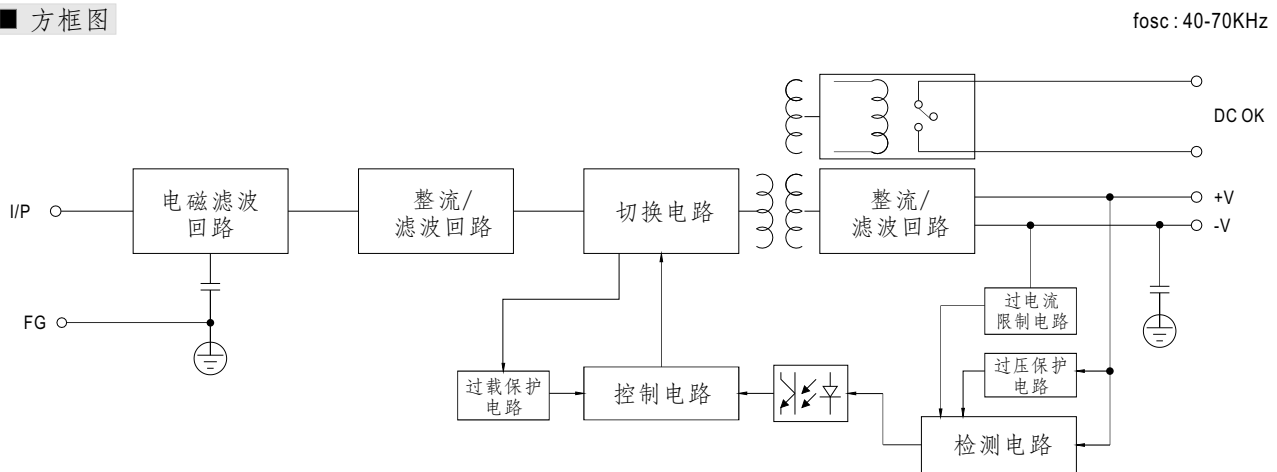 方框图
fosc : 40-70KHz
DC OK
I/P
电磁滤波
回路
整流/
滤波回路
切换电路
整流/
滤波回路
+V
-V
FG
过电流
限制电路
过载保护
电路
控制电路
过压保护
电路
检测电路